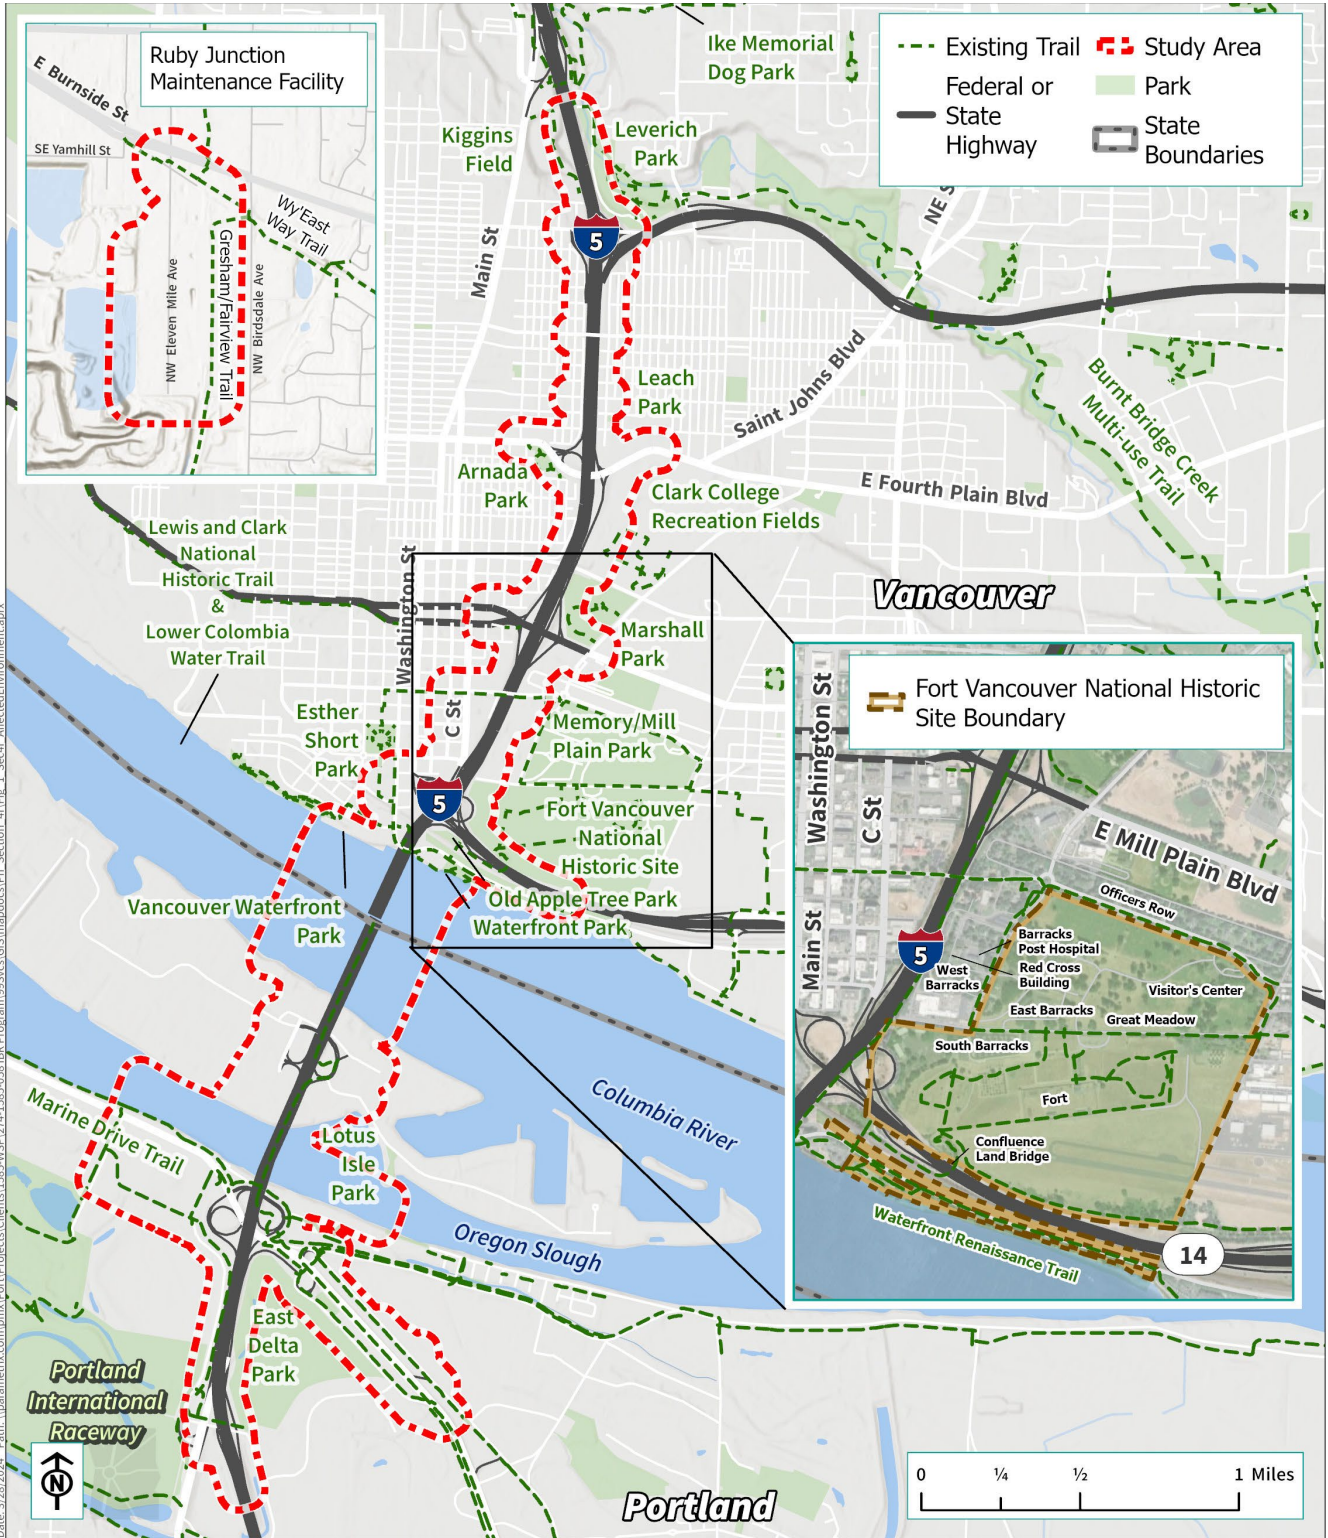 Ruby Junction
Maintenance Facility
E Burnside St
SE Yamhill St
Wy'East
Way Trail
NW Eleven Mile Ave
Gresham/Fairview Trail
NW Birdsdale Ave
Existing Trail
Study Area
Federal or
State
Highway
Park
State
Boundaries
Ike Memorial
Dog Park
Kiggins
Field
Leverich
Park
NE S
5
Main St
Leach
Park
Saint Johns Blvd
Burnt Bridge Creek
Multi-use Trail
Arnada
Park
Clark College
Recreation Fields
E Fourth Plain Blvd
Lewis and Clark
National
Historic Trail
&
Lower Colombia
Water Trail
Washington St
Vancouver
Marshall
Park
C St
Esther
Short
Park
Memory/Mill
Plain Park
5
Fort Vancouver
National
Historic Site
Old Apple Tree Park
Waterfront Park
Vancouver Waterfront
Park
Fort Vancouver National Historic
Site Boundary
Washington St
C St
E Mill Plain Blvd
Main St
Officers Row
5
Barracks
Post Hospital
West
Barracks
Red Cross
Building
Visitor's Center
East Barracks
Great Meadow
South Barracks
Fort
Confluence
Land Bridge
Waterfront Renaissance Trail
14
Columbia River
Marine Drive Trail
Lotus
Isle
Park
Oregon Slough
East
Delta
Park
Portland
International
Raceway
N
Portland
0 ¼ ½ 1 Miles